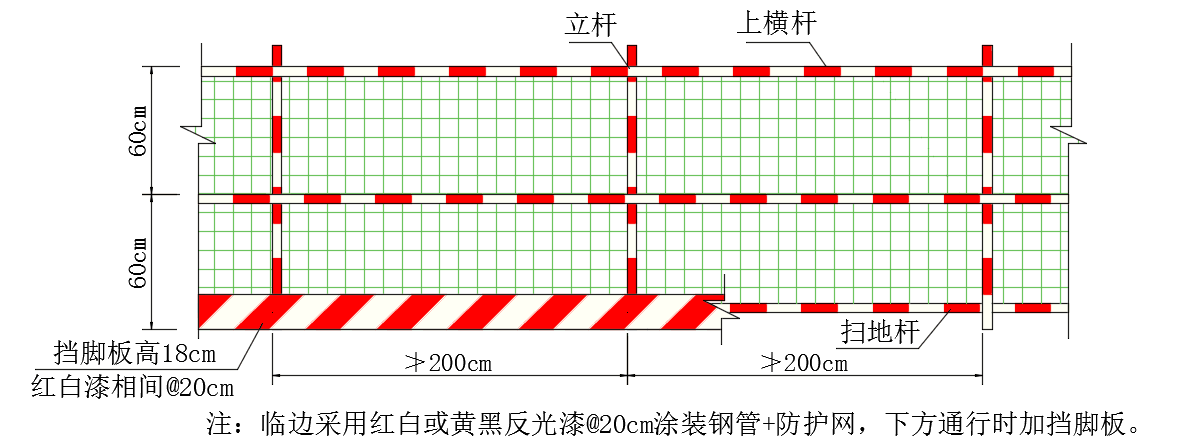 立杆
上横杆
60cm
60cm
扫地杆
挡脚板高18cm
红白漆相间@20cm
≯200cm
≯200cm
注：临边采用红白或黄黑反光漆@20cm涂装钢管+防护网，下方通行时加挡脚板。